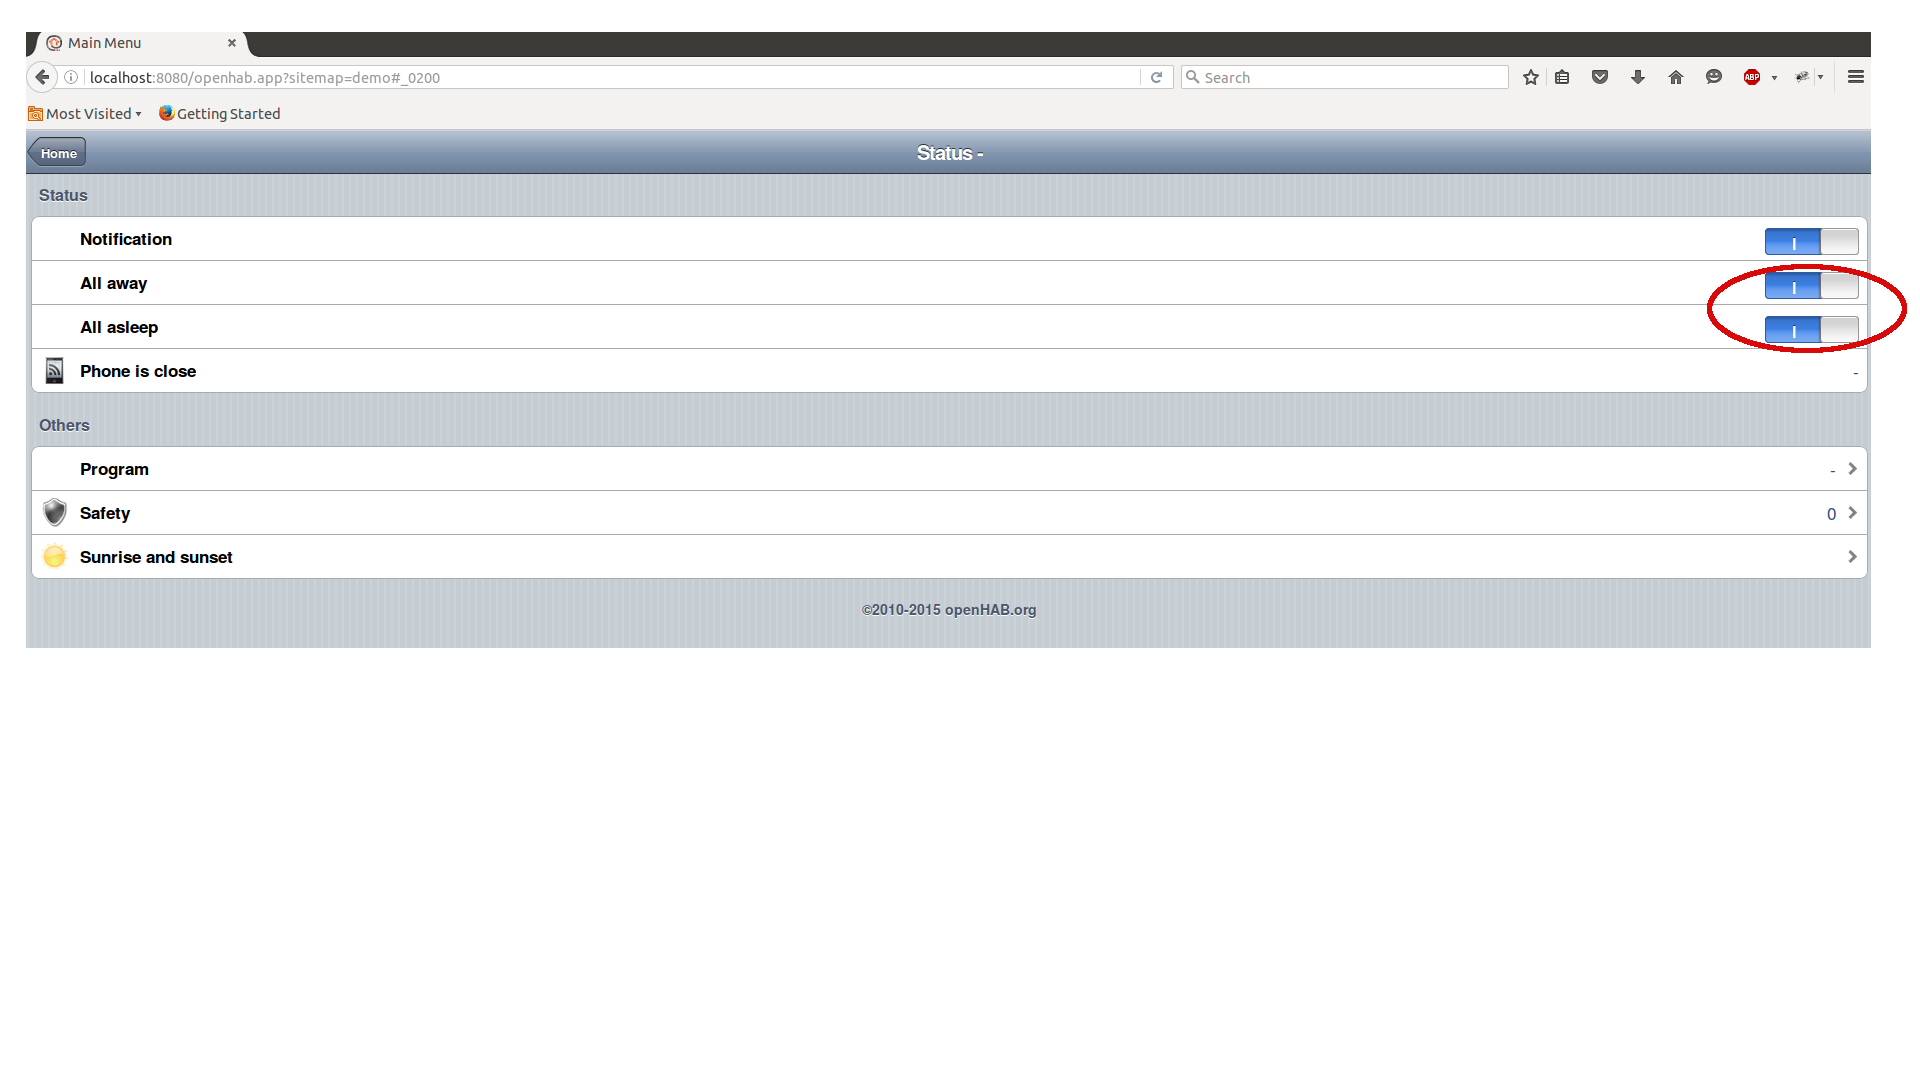 Main Menu
localhost:8080/openhab.app?sitemap=demo#_0200
Search
ABP
Most Visited
Getting Started
Home
Status -
Status
Notification
All away
All asleep
Phone is close -
Others
Program -
Safety 0
Sunrise and sunset
©2010-2015 openHAB.org